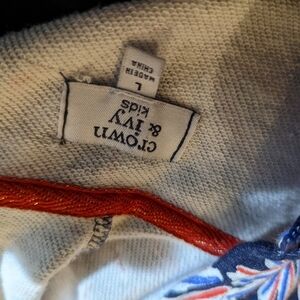 crown
& ivy
kids
L
MADE IN
CHINA